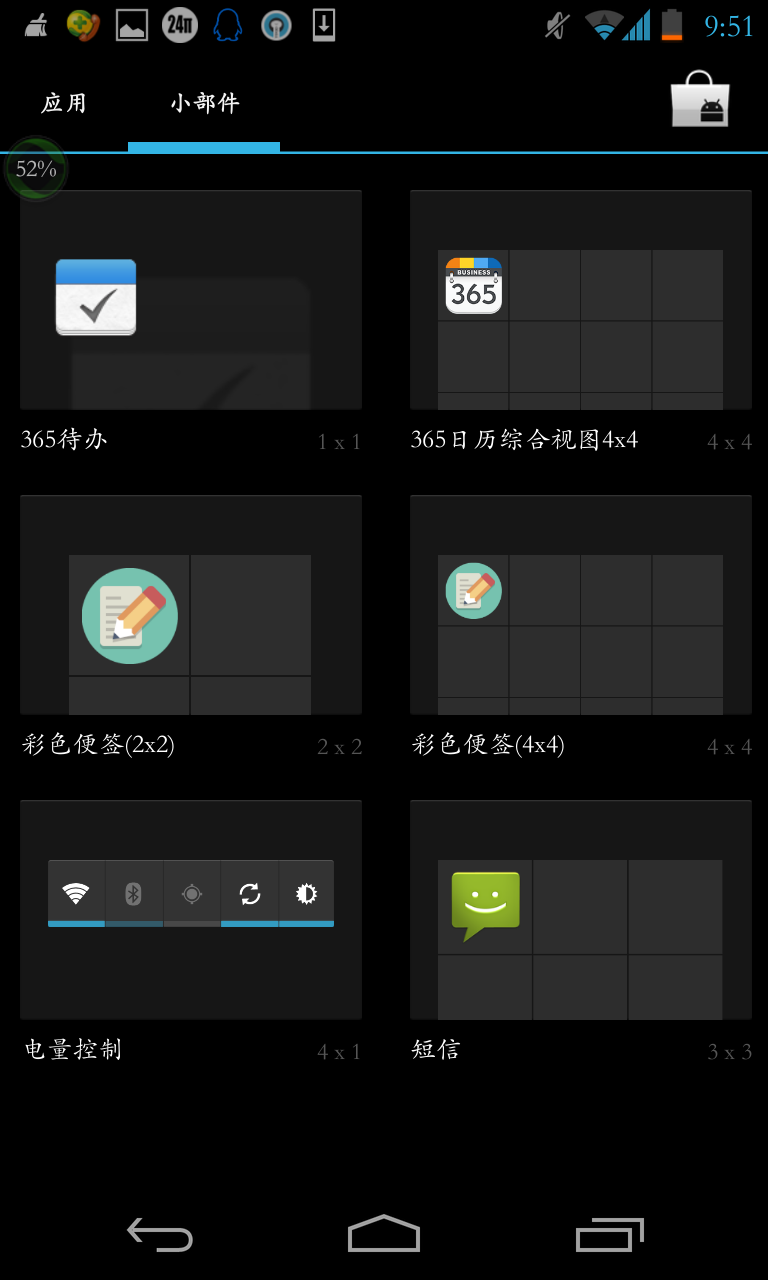 24π
9:51
应用
小部件
52%
BUSINESS
365
365待办
1 x 1
365日历综合视图4x4
4 x 4
彩色便签(2x2)
2 x 2
彩色便签(4x4)
4 x 4
电量控制
4 x 1
短信
3 x 3